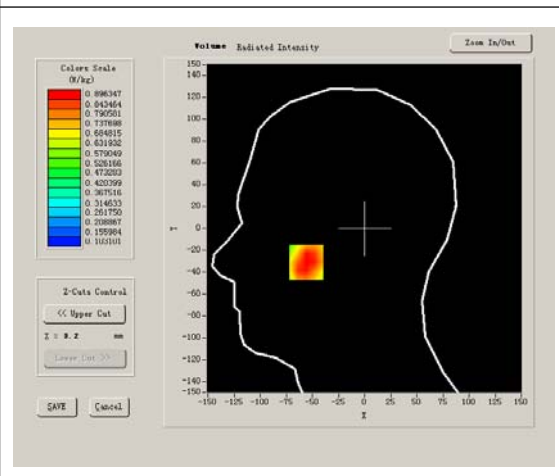 Volume Radiated Intensity
Zoom In/Out
Colors Scale
(W/kg)
0.896347
0.843464
0.790581
0.737698
0.684815
0.631932
0.579049
0.526166
0.473283
0.420399
0.367516
0.314633
0.261750
0.208867
0.155984
0.103101
Z-Cuts Control
<< Upper Cut
mm
Lower Cut >>
SAVE
Cancel
150
140
120
100
80
60
40
20
0
-20
-40
-60
-80
-100
-120
-140
-150
-150 -125 -100 -75 -50 -25 0 25 50 75 100 125 150
X